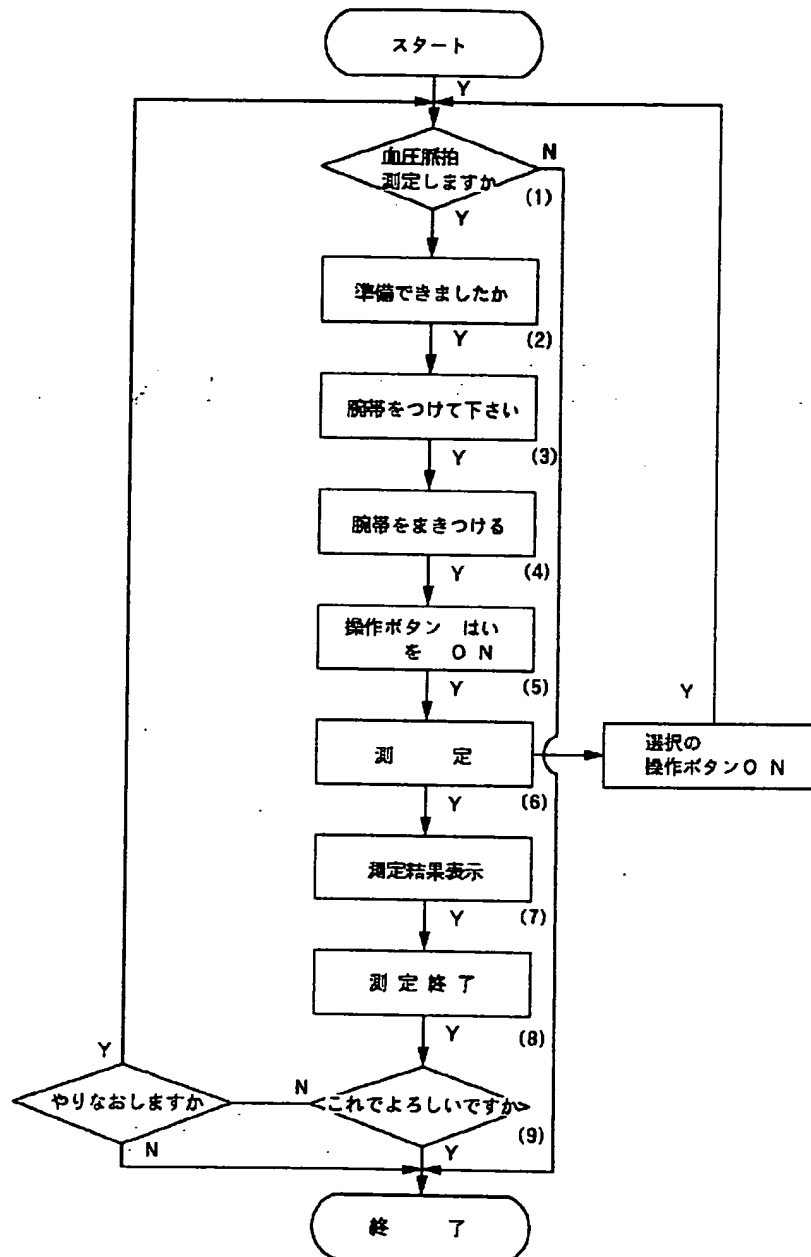 スタート
Y
血圧脈拍
測定しますか
N
(1)
Y
準備できましたか
Y
(2)
腕帯をつけて下さい
Y
(3)
腕帯をまきつける
Y
(4)
操作ボタン はい
を ON
Y
(5)
測 定
Y
(6)
選択の
操作ボタンON
Y
測定結果表示
Y
(7)
測定終了
Y
(8)
これでよろしいですか
N
(9)
Y
やりなおしますか
Y
N
終 了